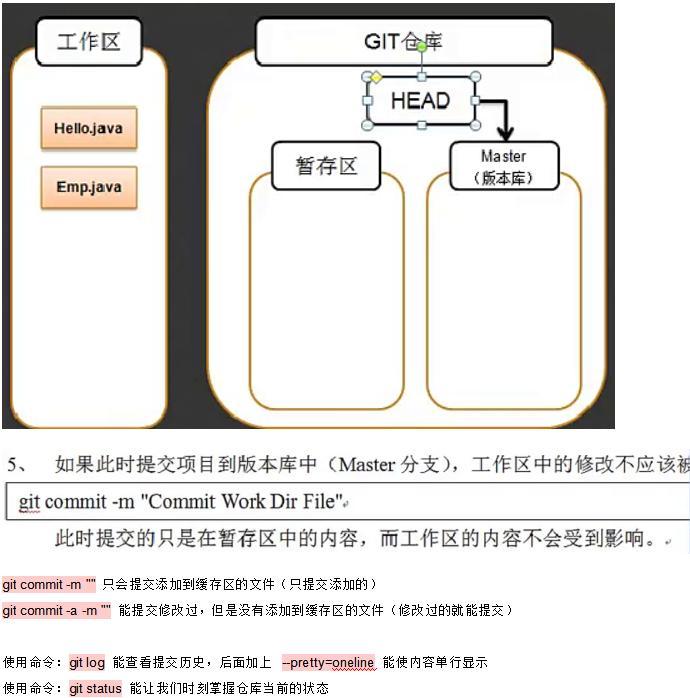 工作区
GIT仓库
HEAD
Hello.java
Emp.java
暂存区
Master
（版本库）
5、 如果此时提交项目到版本库中（Master 分支），工作区中的修改不应该被
git commit -m "Commit Work Dir File"
此时提交的只是在暂存区中的内容，而工作区的内容不会受到影响。
git commit -m "" 只会提交添加到缓存区的文件（只提交添加的）
git commit -a -m "" 能提交修改过，但是没有添加到缓存区的文件（修改过的就能提交）
使用命令：git log 能查看提交历史，后面加上 --pretty=oneline 能使内容单行显示
使用命令：git status 能让我们时刻掌握仓库当前的状态